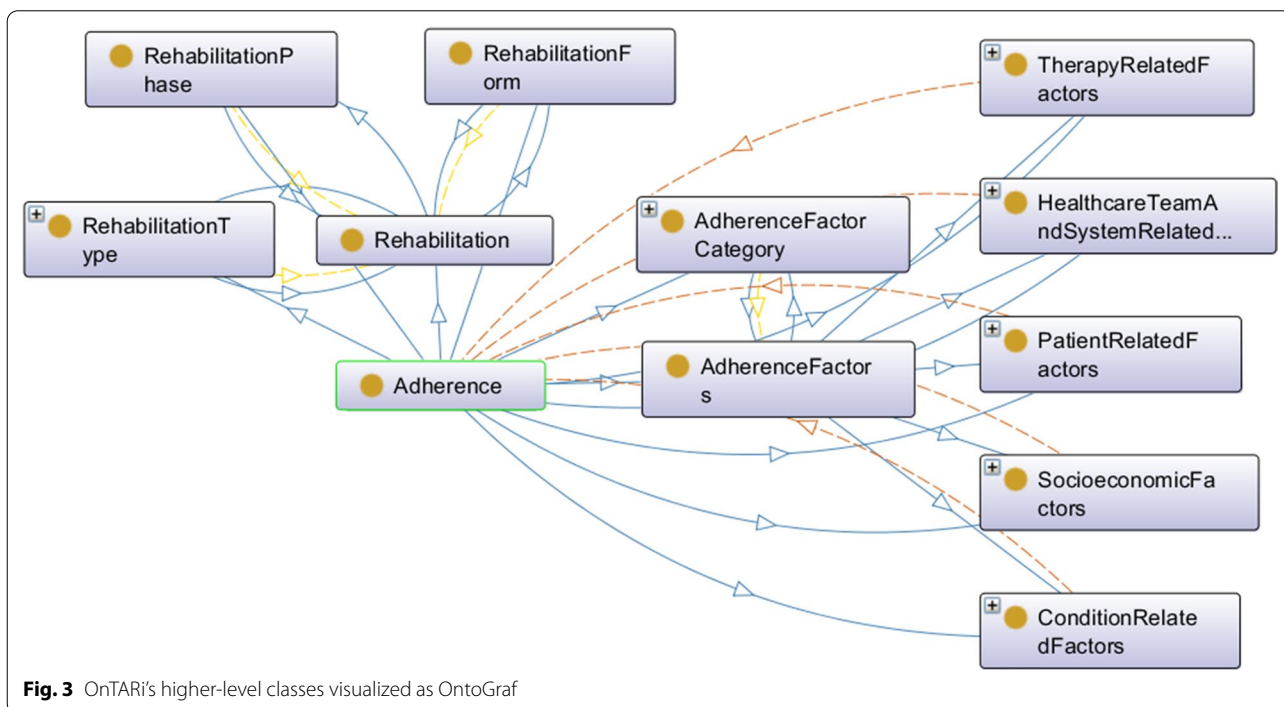 RehabilitationP
hase
RehabilitationF
orm
TherapyRelatedF
actors
RehabilitationT
ype
Rehabilitation
AdherenceFactor
Category
HealthcareTeamA
ndSystemRelated...
PatientRelatedF
actors
Adherence
AdherenceFactor
s
SocioeconomicFa
ctors
ConditionRelate
dFactors
Fig. 3 OnTARi's higher-level classes visualized as OntoGraf